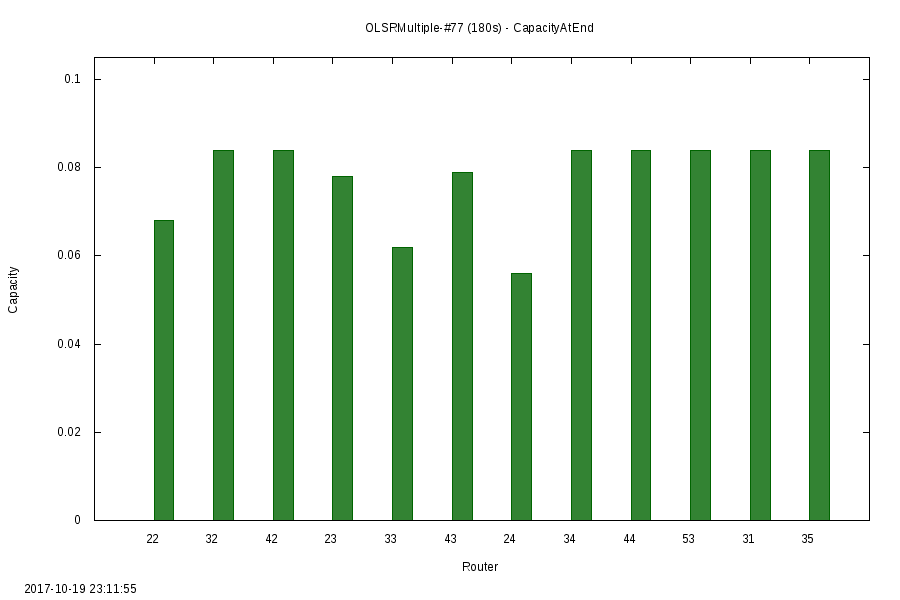 OLSRMultiple-#77 (180s) - CapacityAtEnd
0.1
0.08
0.06
0.04
0.02
0
Capacity
22 32 42 23 33 43 24 34 44 53 31 35
Router
2017-10-19 23:11:55